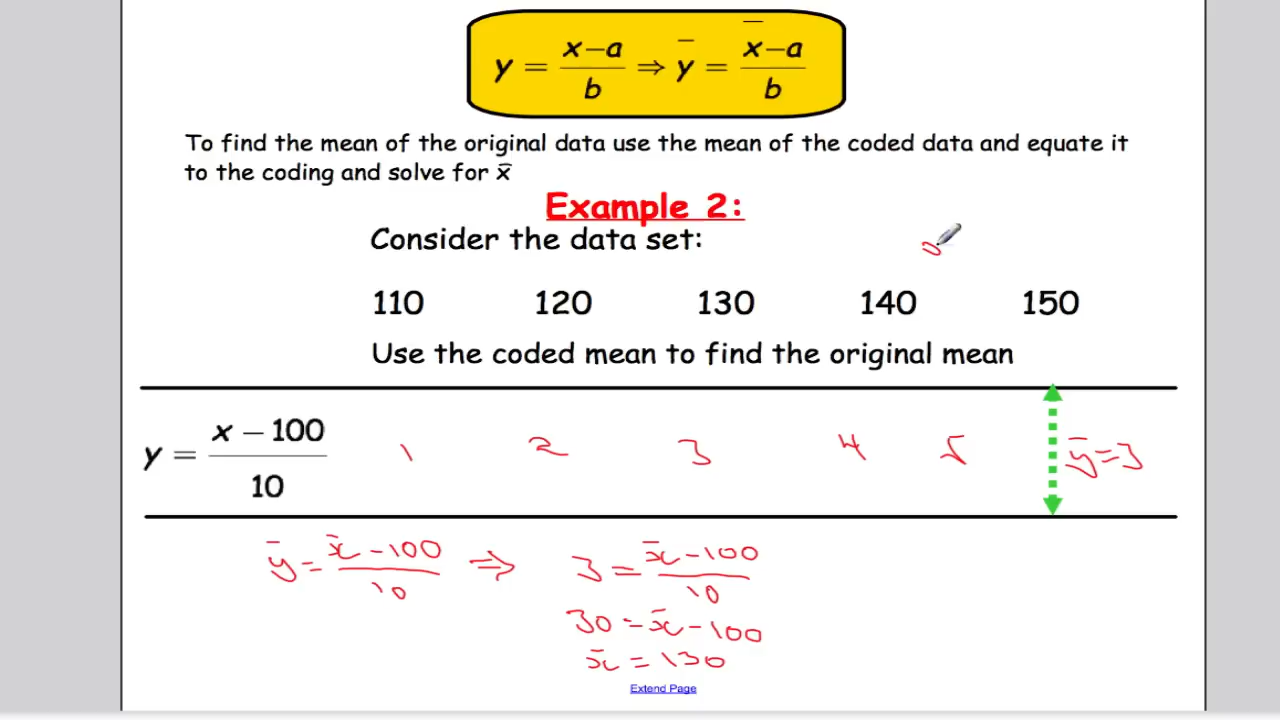 y = (x−a)/b ⇒ ȳ = (x̄−a)/b
To find the mean of the original data use the mean of the coded data and equate it
to the coding and solve for x̄
Example 2:
Consider the data set:
110 120 130 140 150
Use the coded mean to find the original mean
y = (x − 100)/10 1 2 3 4 5 ȳ=3
ȳ = (x̄ − 100)/10 ⇒ 3 = (x̄ − 100)/10
30 = x̄ − 100
x̄ = 130
Extend Page